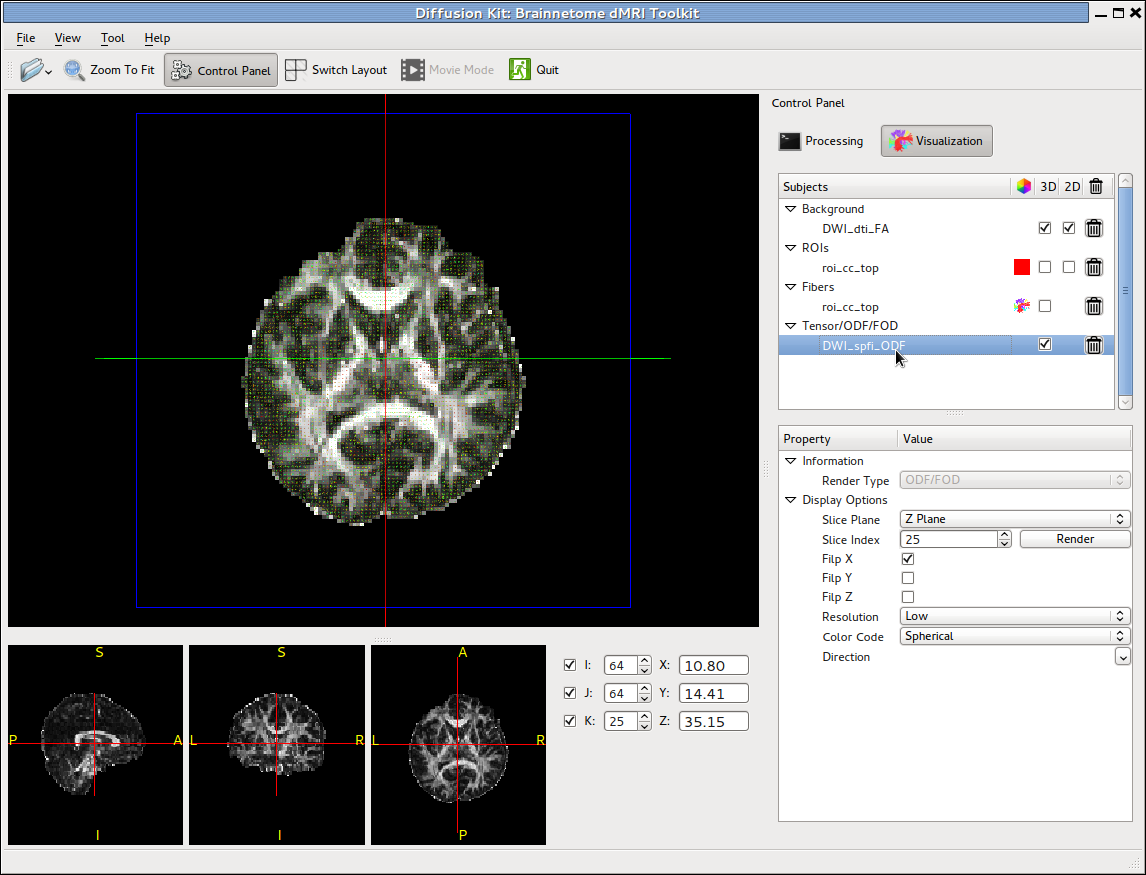 Diffusion Kit: Brainnetome dMRI Toolkit
File View Tool Help
Zoom To Fit Control Panel Switch Layout Movie Mode Quit
Control Panel
Processing Visualization
Subjects 3D 2D
Background
DWI_dti_FA
ROIs
roi_cc_top
Fibers
roi_cc_top
Tensor/ODF/FOD
DWI_spfi_ODF
Property Value
Information
Render Type ODF/FOD
Display Options
Slice Plane Z Plane
Slice Index 25 Render
Filp X
Filp Y
Filp Z
Resolution Low
Color Code Spherical
Direction
S S A
P A L R L R
I I P
I: 64 X: 10.80
J: 64 Y: 14.41
K: 25 Z: 35.15